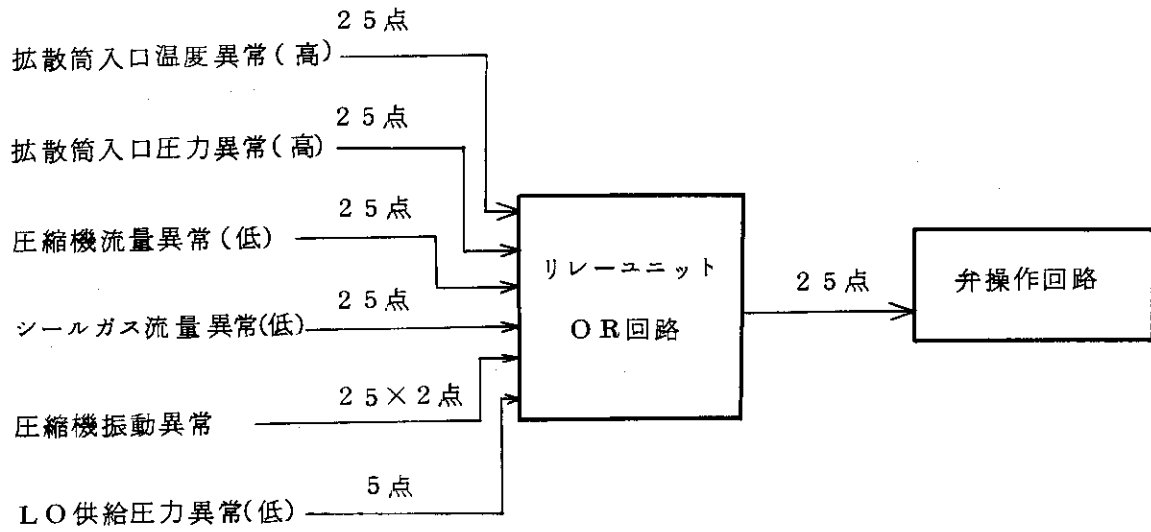 25点
拡散筒入口温度異常(高)
25点
拡散筒入口圧力異常(高)
25点
圧縮機流量異常(低)
25点
シールガス流量異常(低)
25×2点
圧縮機振動異常
5点
LO供給圧力異常(低)
リレーユニット
OR回路
25点
弁操作回路